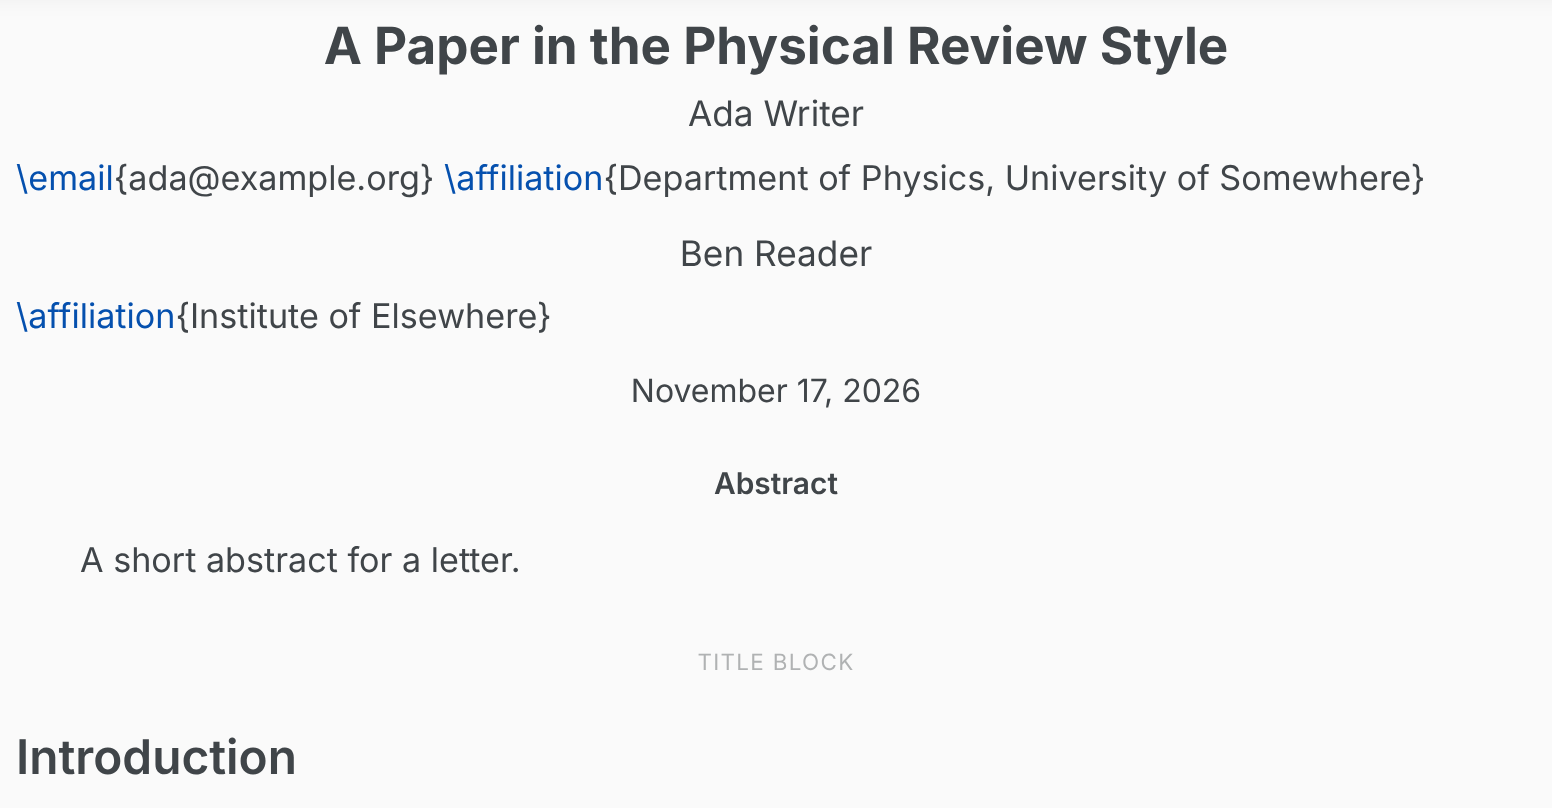 A Paper in the Physical Review Style
Ada Writer
\email{ada@example.org} \affiliation{Department of Physics, University of Somewhere}
Ben Reader
\affiliation{Institute of Elsewhere}
November 17, 2026
Abstract
A short abstract for a letter.
TITLE BLOCK
Introduction